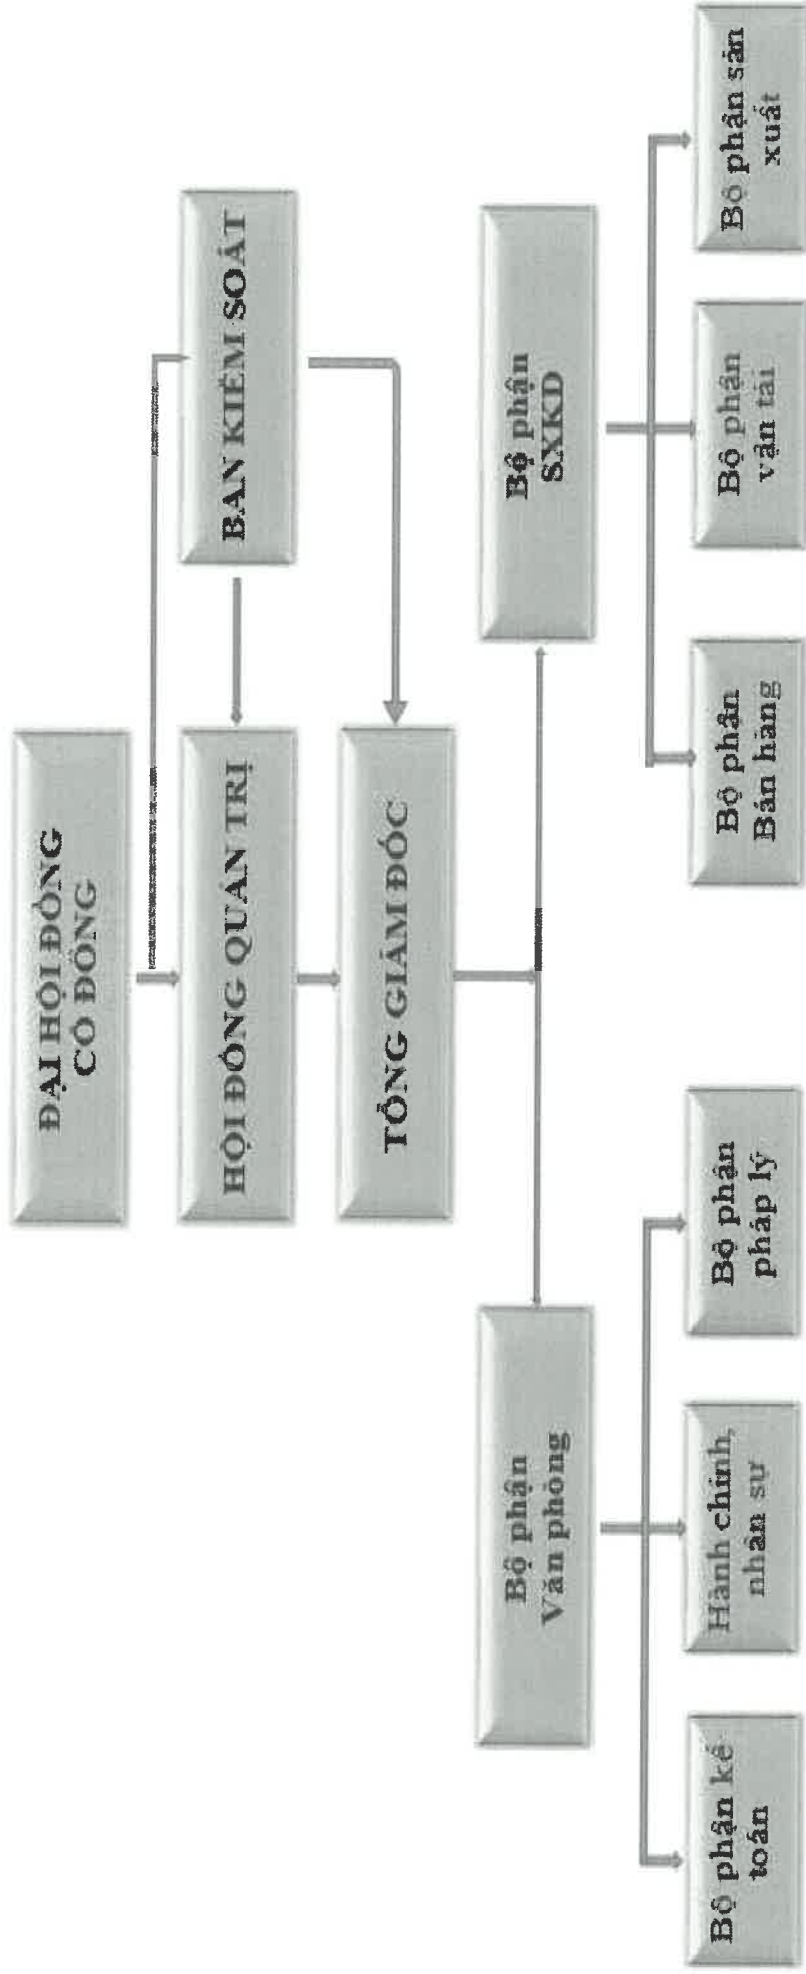 ĐẠI HỘI ĐỒNG
CỔ ĐÔNG
HỘI ĐỒNG QUẢN TRỊ
BAN KIỂM SOÁT
TỔNG GIÁM ĐỐC
Bộ phận
Văn phòng
Bộ phận
SXKD
Bộ phận kế
toán
Hành chính,
nhân sự
Bộ phận
pháp lý
Bộ phận
Bán hàng
Bộ phận
vận tải
Bộ phận sản
xuất